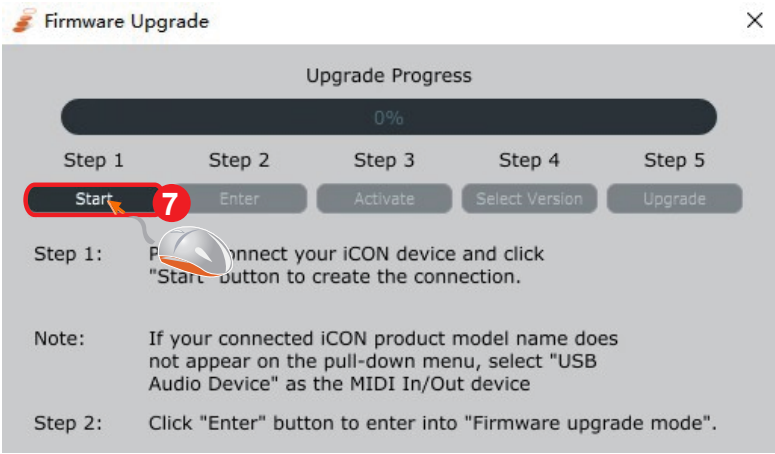 Firmware Upgrade
Upgrade Progress
0%
Step 1 Step 2 Step 3 Step 4 Step 5
Start 7 Enter Activate Select Version Upgrade
Step 1: your iCON device and click
"Start" button to create the connection.
Note: If your connected iCON product model name does
not appear on the pull-down menu, select "USB
Audio Device" as the MIDI In/Out device
Step 2: Click "Enter" button to enter into "Firmware upgrade mode".